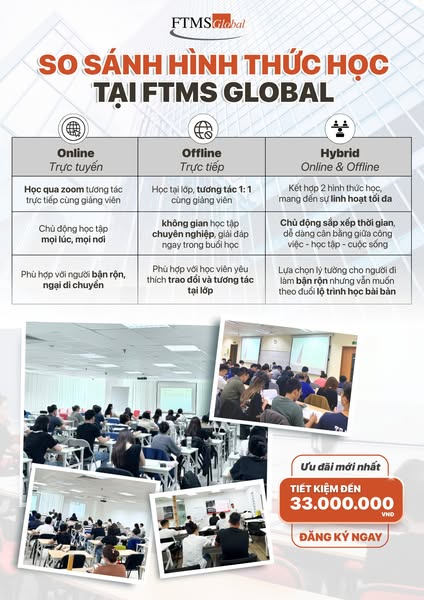 FTMSGlobal
SO SÁNH HÌNH THỨC HỌC
TẠI FTMS GLOBAL
Online
Trực tuyến
Offline
Trực tiếp
Hybrid
Online & Offline
Học qua zoom tương tác
trực tiếp cùng giảng viên
Học tại lớp, tương tác 1: 1
cùng giảng viên
Kết hợp 2 hình thức học,
mang đến sự linh hoạt tối đa
Chủ động học tập
mọi lúc, mọi nơi
không gian học tập
chuyên nghiệp, giải đáp
ngay trong buổi học
Chủ động sắp xếp thời gian,
dễ dàng cân bằng giữa công
việc - học tập - cuộc sống
Phù hợp với người bận rộn,
ngại di chuyển
Phù hợp với học viên yêu
thích trao đổi và tương tác
tại lớp
Lựa chọn lý tưởng cho người đi
làm bận rộn nhưng vẫn muốn
theo đuổi lộ trình học bài bản
Ưu đãi mới nhất
TIẾT KIỆM ĐẾN
33.000.000
VNĐ
ĐĂNG KÝ NGAY